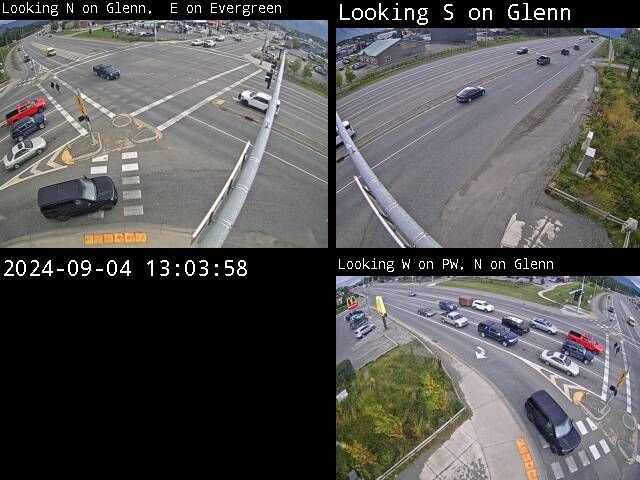 Looking N on Glenn, E on Evergreen
Looking S on Glenn
2024-09-04 13:03:58
Looking W on PW, N on Glenn